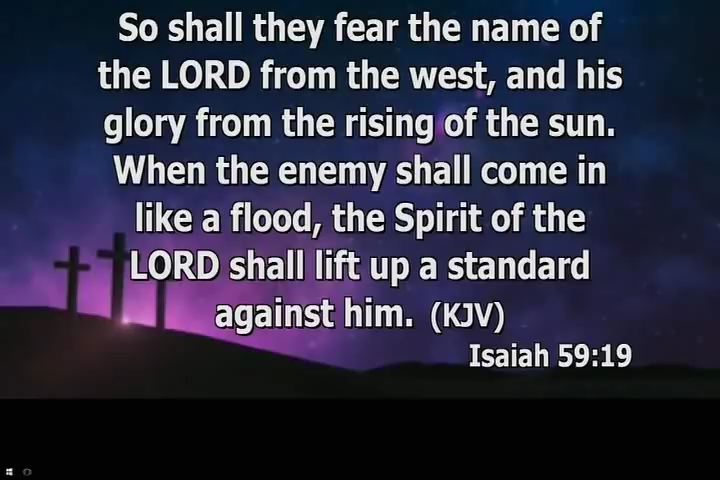 So shall they fear the name of
the LORD from the west, and his
glory from the rising of the sun.
When the enemy shall come in
like a flood, the Spirit of the
LORD shall lift up a standard
against him. (KJV)
Isaiah 59:19